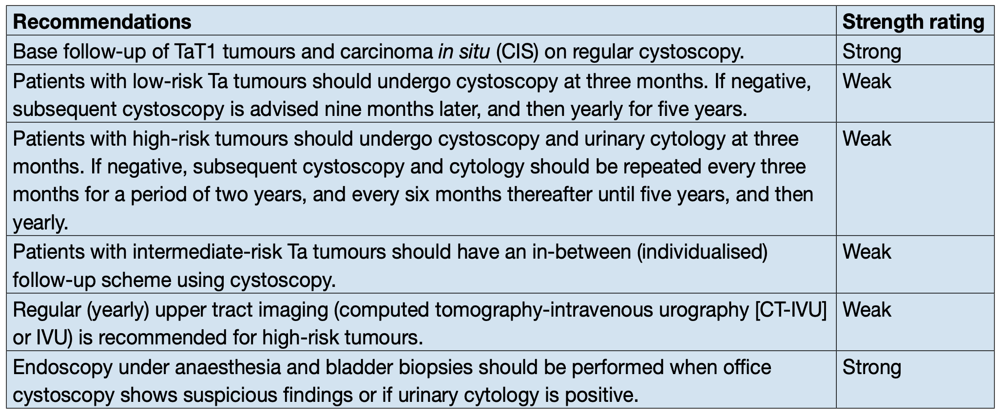 Recommendations
Strength rating
Base follow-up of TaT1 tumours and carcinoma in situ (CIS) on regular cystoscopy.
Strong
Patients with low-risk Ta tumours should undergo cystoscopy at three months. If negative,
subsequent cystoscopy is advised nine months later, and then yearly for five years.
Weak
Patients with high-risk tumours should undergo cystoscopy and urinary cytology at three
months. If negative, subsequent cystoscopy and cytology should be repeated every three
months for a period of two years, and every six months thereafter until five years, and then
yearly.
Weak
Patients with intermediate-risk Ta tumours should have an in-between (individualised)
follow-up scheme using cystoscopy.
Weak
Regular (yearly) upper tract imaging (computed tomography-intravenous urography [CT-IVU]
or IVU) is recommended for high-risk tumours.
Weak
Endoscopy under anaesthesia and bladder biopsies should be performed when office
cystoscopy shows suspicious findings or if urinary cytology is positive.
Strong